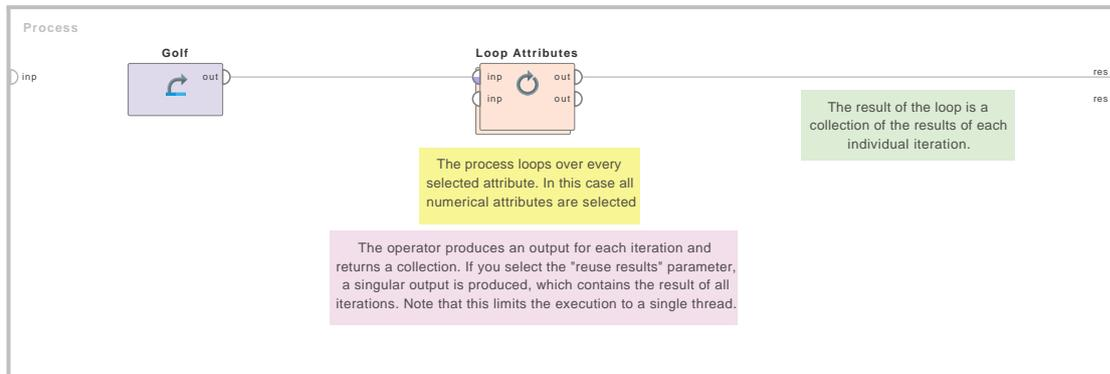 Process
inp
Golf
out
Loop Attributes
inp
out
inp
out
res
res
The result of the loop is a
collection of the results of each
individual iteration.
The process loops over every
selected attribute. In this case all
numerical attributes are selected
The operator produces an output for each iteration and
returns a collection. If you select the "reuse results" parameter,
a singular output is produced, which contains the result of all
iterations. Note that this limits the execution to a single thread.